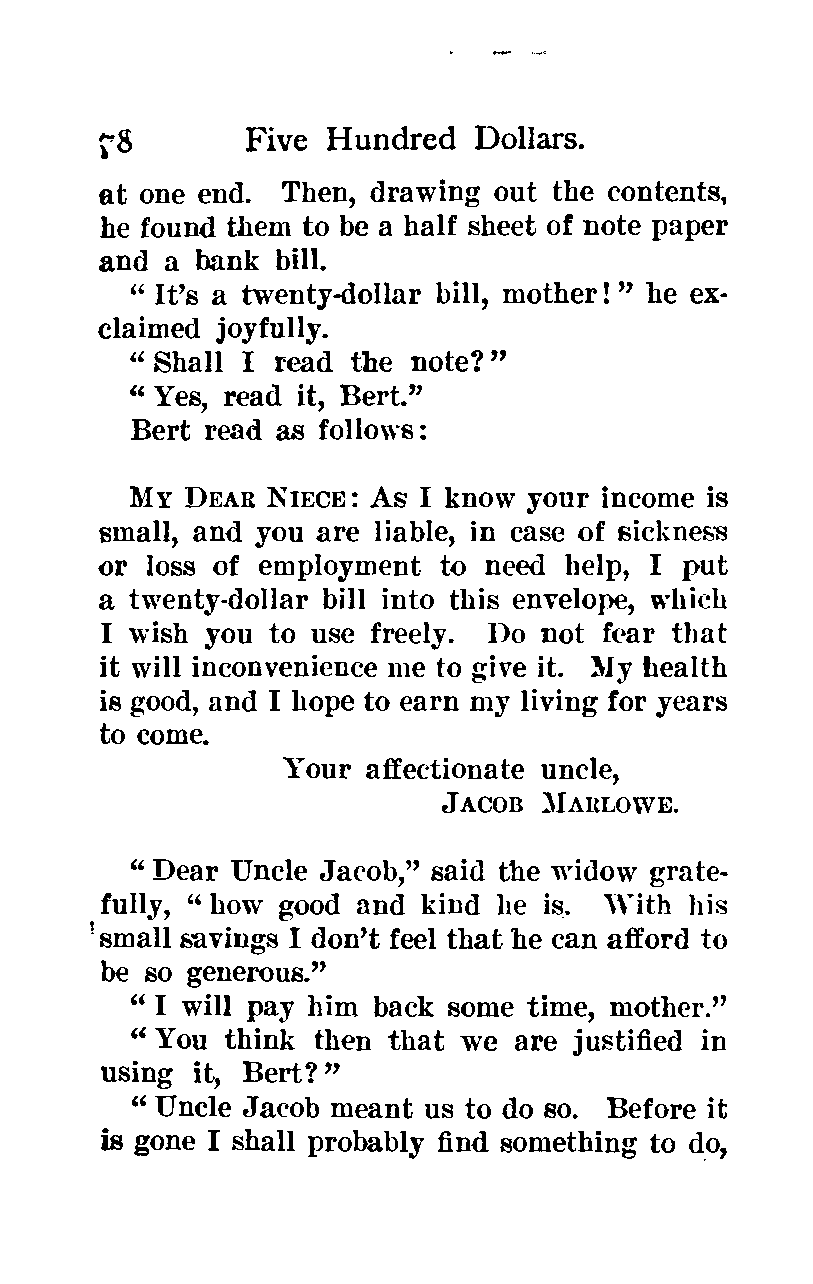 78 Five Hundred Dollars.
at one end. Then, drawing out the contents,
he found them to be a half sheet of note paper
and a bank bill.
“It’s a twenty-dollar bill, mother!” he ex-
claimed joyfully.
“Shall I read the note?”
“Yes, read it, Bert.”
Bert read as follows:
MY DEAR NIECE: As I know your income is
small, and you are liable, in case of sickness
or loss of employment to need help, I put
a twenty-dollar bill into this envelope, which
I wish you to use freely. Do not fear that
it will inconvenience me to give it. My health
is good, and I hope to earn my living for years
to come.
Your affectionate uncle,
JACOB MARLOWE.
“Dear Uncle Jacob,” said the widow grate-
fully, “how good and kind he is. With his
small savings I don’t feel that he can afford to
be so generous.”
“I will pay him back some time, mother.”
“You think then that we are justified in
using it, Bert?”
“Uncle Jacob meant us to do so. Before it
is gone I shall probably find something to do,